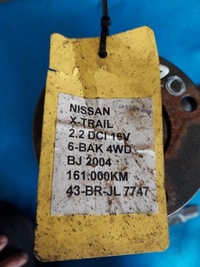 NISSAN
X-TRAIL
2.2 DCI 16V
6-BAK 4WD
BJ 2004
161.000KM
43-BR-JL 7747